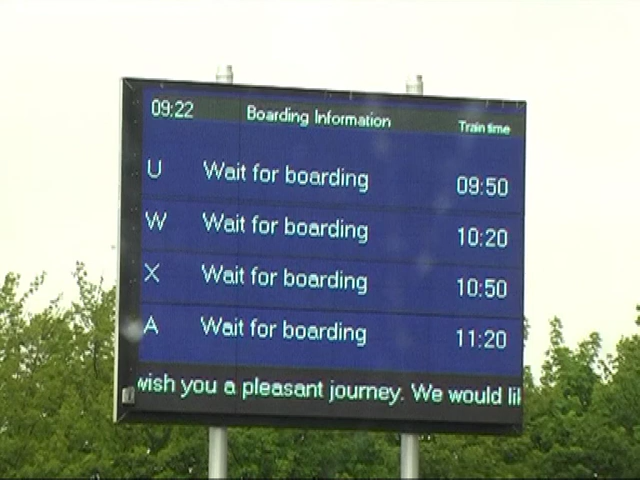 09:22 Boarding Information Train time
U Wait for boarding 09:50
W Wait for boarding 10:20
X Wait for boarding 10:50
A Wait for boarding 11:20
wish you a pleasant journey. We would